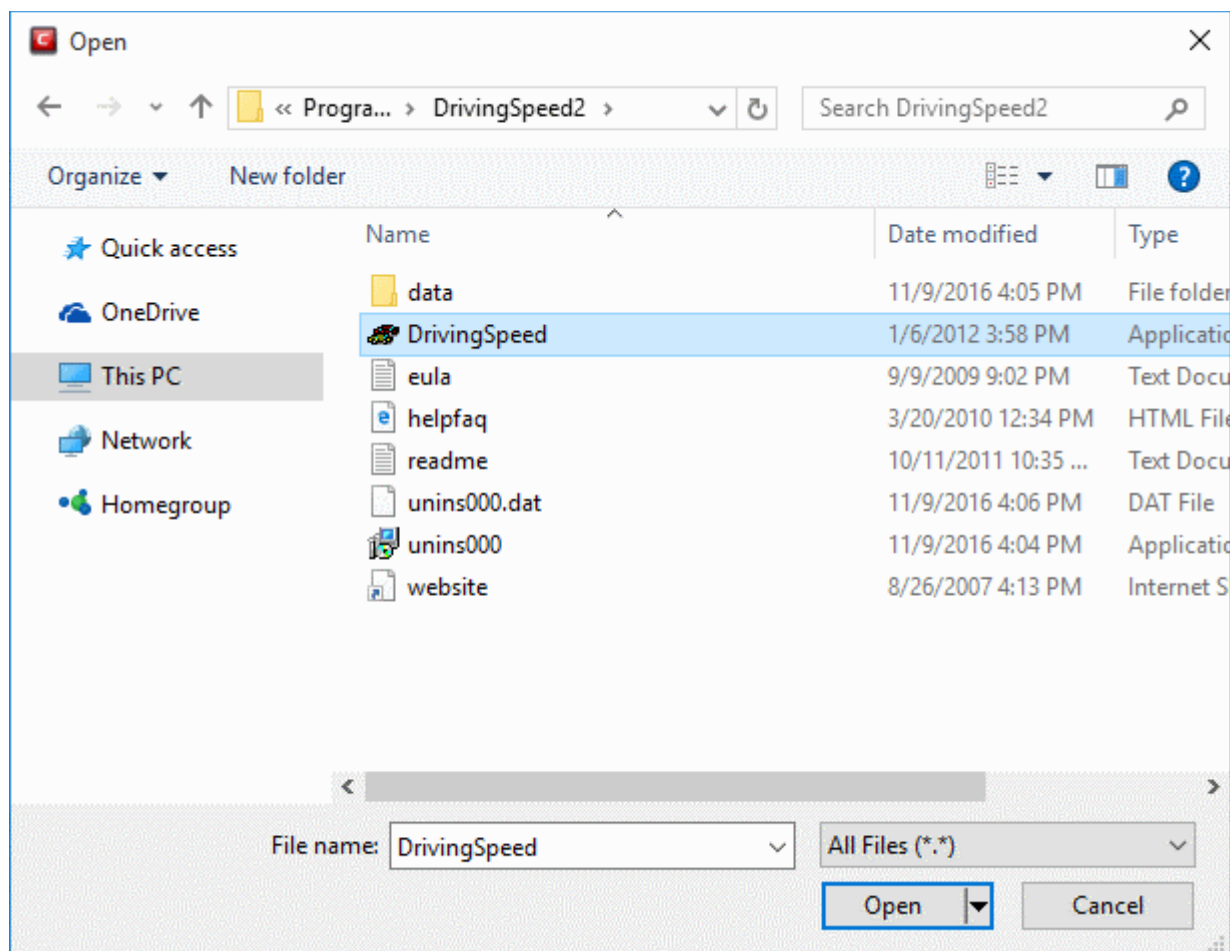 Open
« Progra... › DrivingSpeed2 › Search DrivingSpeed2
Organize New folder
Name Date modified Type
Quick access
OneDrive
This PC
Network
Homegroup
data 11/9/2016 4:05 PM File folder
DrivingSpeed 1/6/2012 3:58 PM Applicatio
eula 9/9/2009 9:02 PM Text Docu
helpfaq 3/20/2010 12:34 PM HTML File
readme 10/11/2011 10:35 ... Text Docu
unins000.dat 11/9/2016 4:06 PM DAT File
unins000 11/9/2016 4:04 PM Applicatio
website 8/26/2007 4:13 PM Internet S
File name: DrivingSpeed All Files (*.*)
Open Cancel